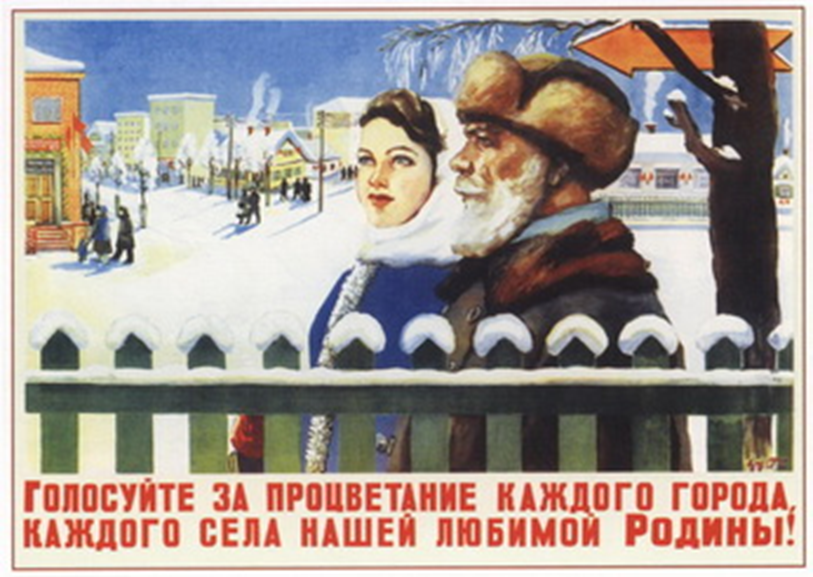 Голосуйте за процветание каждого города,
каждого села нашей любимой Родины!